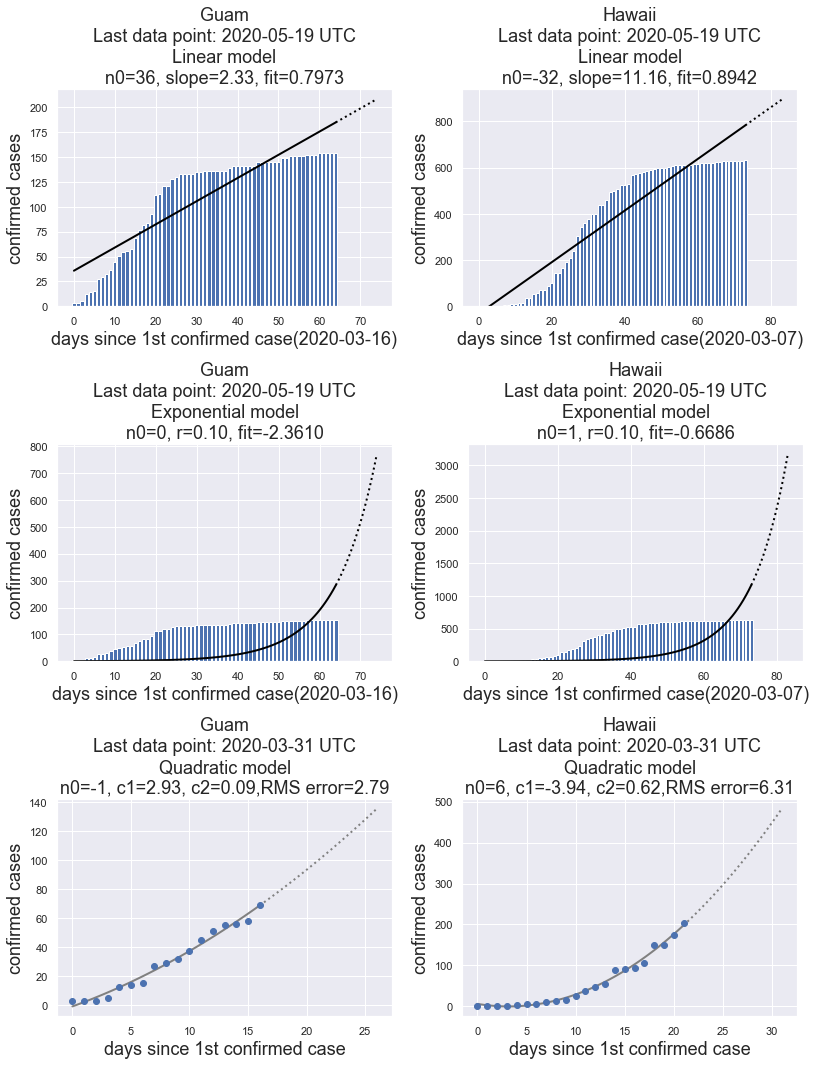 Guam
Last data point: 2020-05-19 UTC
Linear model
n0=36, slope=2.33, fit=0.7973
confirmed cases
200
175
150
125
100
75
50
25
0
0 10 20 30 40 50 60 70
days since 1st confirmed case(2020-03-16)
Hawaii
Last data point: 2020-05-19 UTC
Linear model
n0=-32, slope=11.16, fit=0.8942
confirmed cases
800
600
400
200
0
0 20 40 60 80
days since 1st confirmed case(2020-03-07)
Guam
Last data point: 2020-05-19 UTC
Exponential model
n0=0, r=0.10, fit=-2.3610
confirmed cases
800
700
600
500
400
300
200
100
0
0 10 20 30 40 50 60 70
days since 1st confirmed case(2020-03-16)
Hawaii
Last data point: 2020-05-19 UTC
Exponential model
n0=1, r=0.10, fit=-0.6686
confirmed cases
3000
2500
2000
1500
1000
500
0
0 20 40 60 80
days since 1st confirmed case(2020-03-07)
Guam
Last data point: 2020-03-31 UTC
Quadratic model
n0=-1, c1=2.93, c2=0.09,RMS error=2.79
confirmed cases
140
120
100
80
60
40
20
0
0 5 10 15 20 25
days since 1st confirmed case
Hawaii
Last data point: 2020-03-31 UTC
Quadratic model
n0=6, c1=-3.94, c2=0.62,RMS error=6.31
confirmed cases
500
400
300
200
100
0
0 5 10 15 20 25 30
days since 1st confirmed case